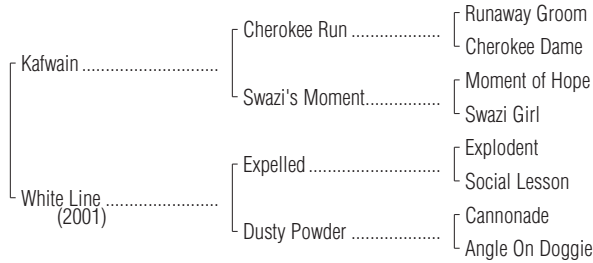 Runaway Groom
Cherokee Run ....................
Cherokee Dame
Kafwain ...............................
Moment of Hope
Swazi's Moment.................
Swazi Girl
Explodent
Expelled ..............................
Social Lesson
White Line .........................
(2001)
Cannonade
Dusty Powder .....................
Angle On Doggie